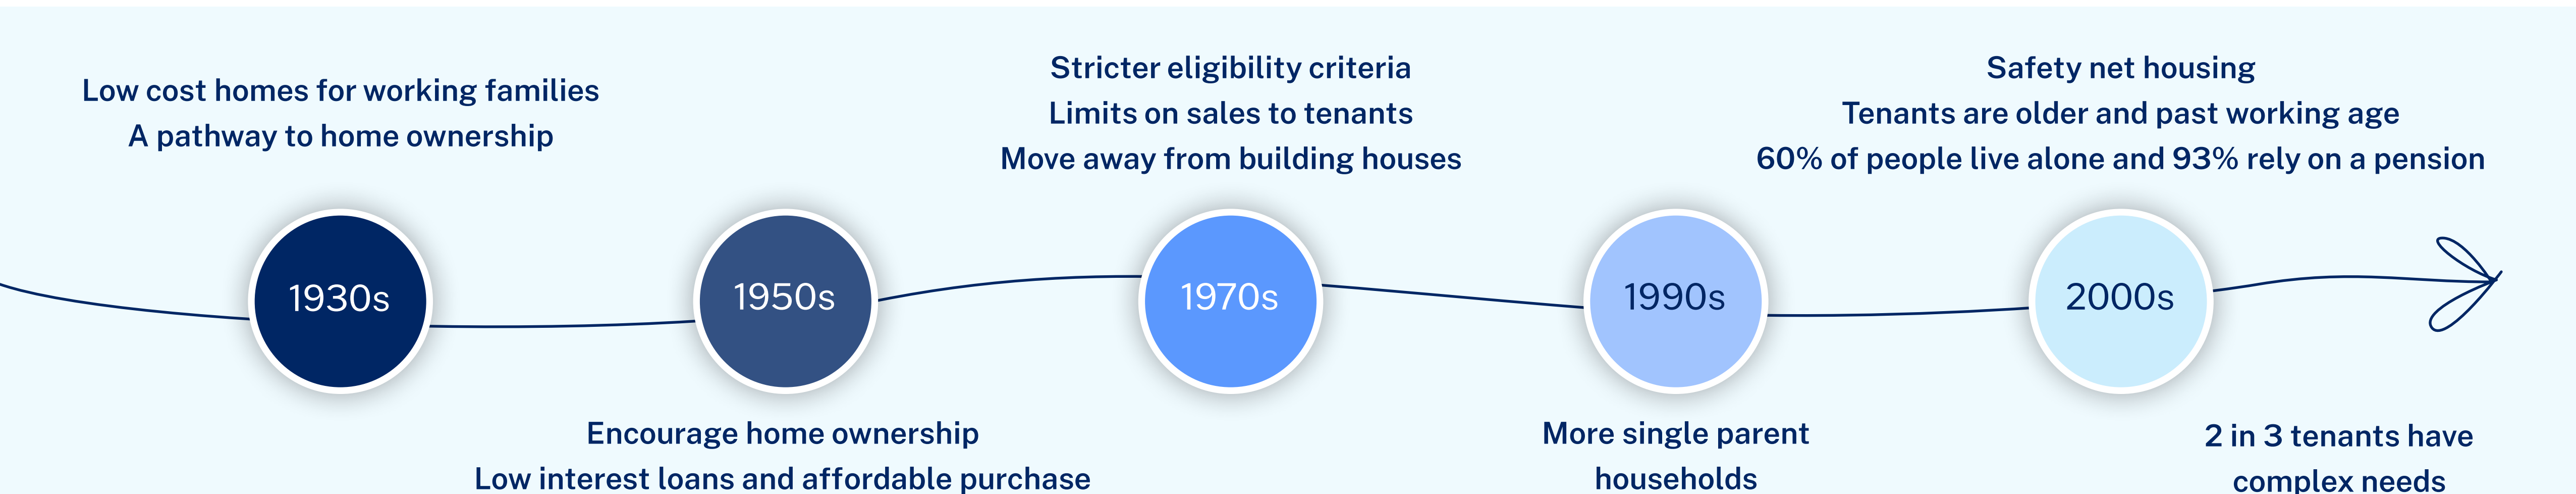 Low cost homes for working families
A pathway to home ownership
1930s
1950s
Encourage home ownership
Low interest loans and affordable purchase
Stricter eligibility criteria
Limits on sales to tenants
Move away from building houses
1970s
1990s
More single parent
households
Safety net housing
Tenants are older and past working age
60% of people live alone and 93% rely on a pension
2000s
2 in 3 tenants have
complex needs